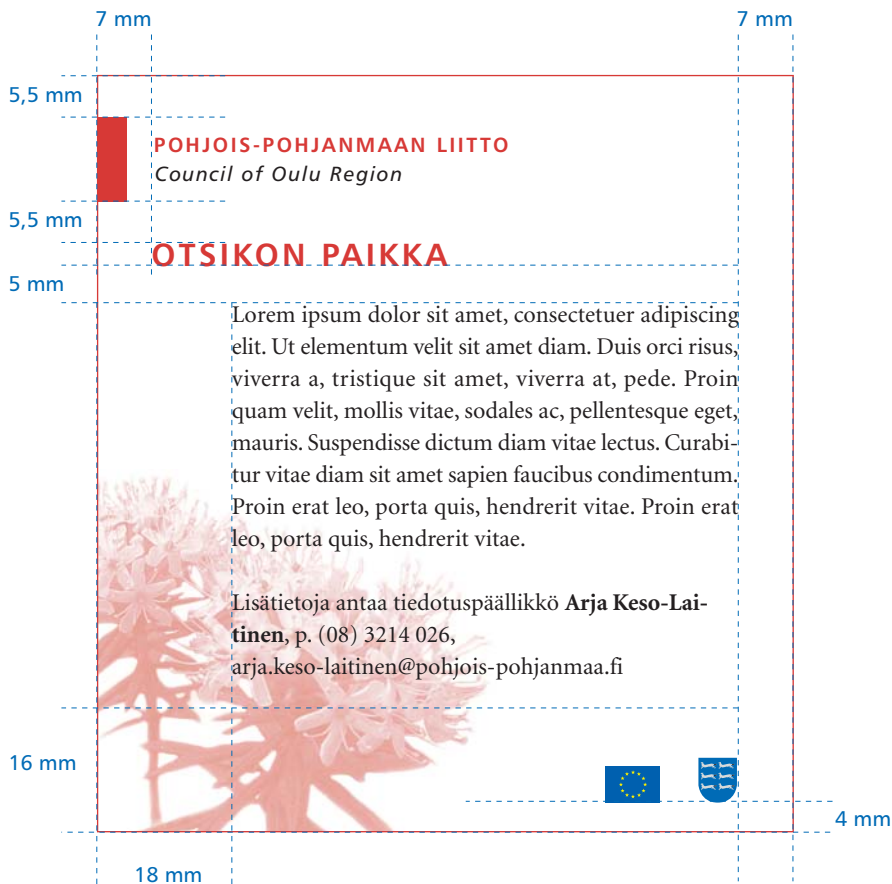 7 mm
7 mm
5,5 mm
POHJOIS-POHJANMAAN LIITTO
Council of Oulu Region
5,5 mm
OTSIKON PAIKKA
5 mm
Lorem ipsum dolor sit amet, consectetuer adipiscing
elit. Ut elementum velit sit amet diam. Duis orci risus,
viverra a, tristique sit amet, viverra at, pede. Proin
quam velit, mollis vitae, sodales ac, pellentesque eget,
mauris. Suspendisse dictum diam vitae lectus. Curabi-
tur vitae diam sit amet sapien faucibus condimentum.
Proin erat leo, porta quis, hendrerit vitae. Proin erat
leo, porta quis, hendrerit vitae.
Lisätietoja antaa tiedotuspäällikkö Arja Keso-Lai-
tinen, p. (08) 3214 026,
arja.keso-laitinen@pohjois-pohjanmaa.fi
16 mm
4 mm
18 mm